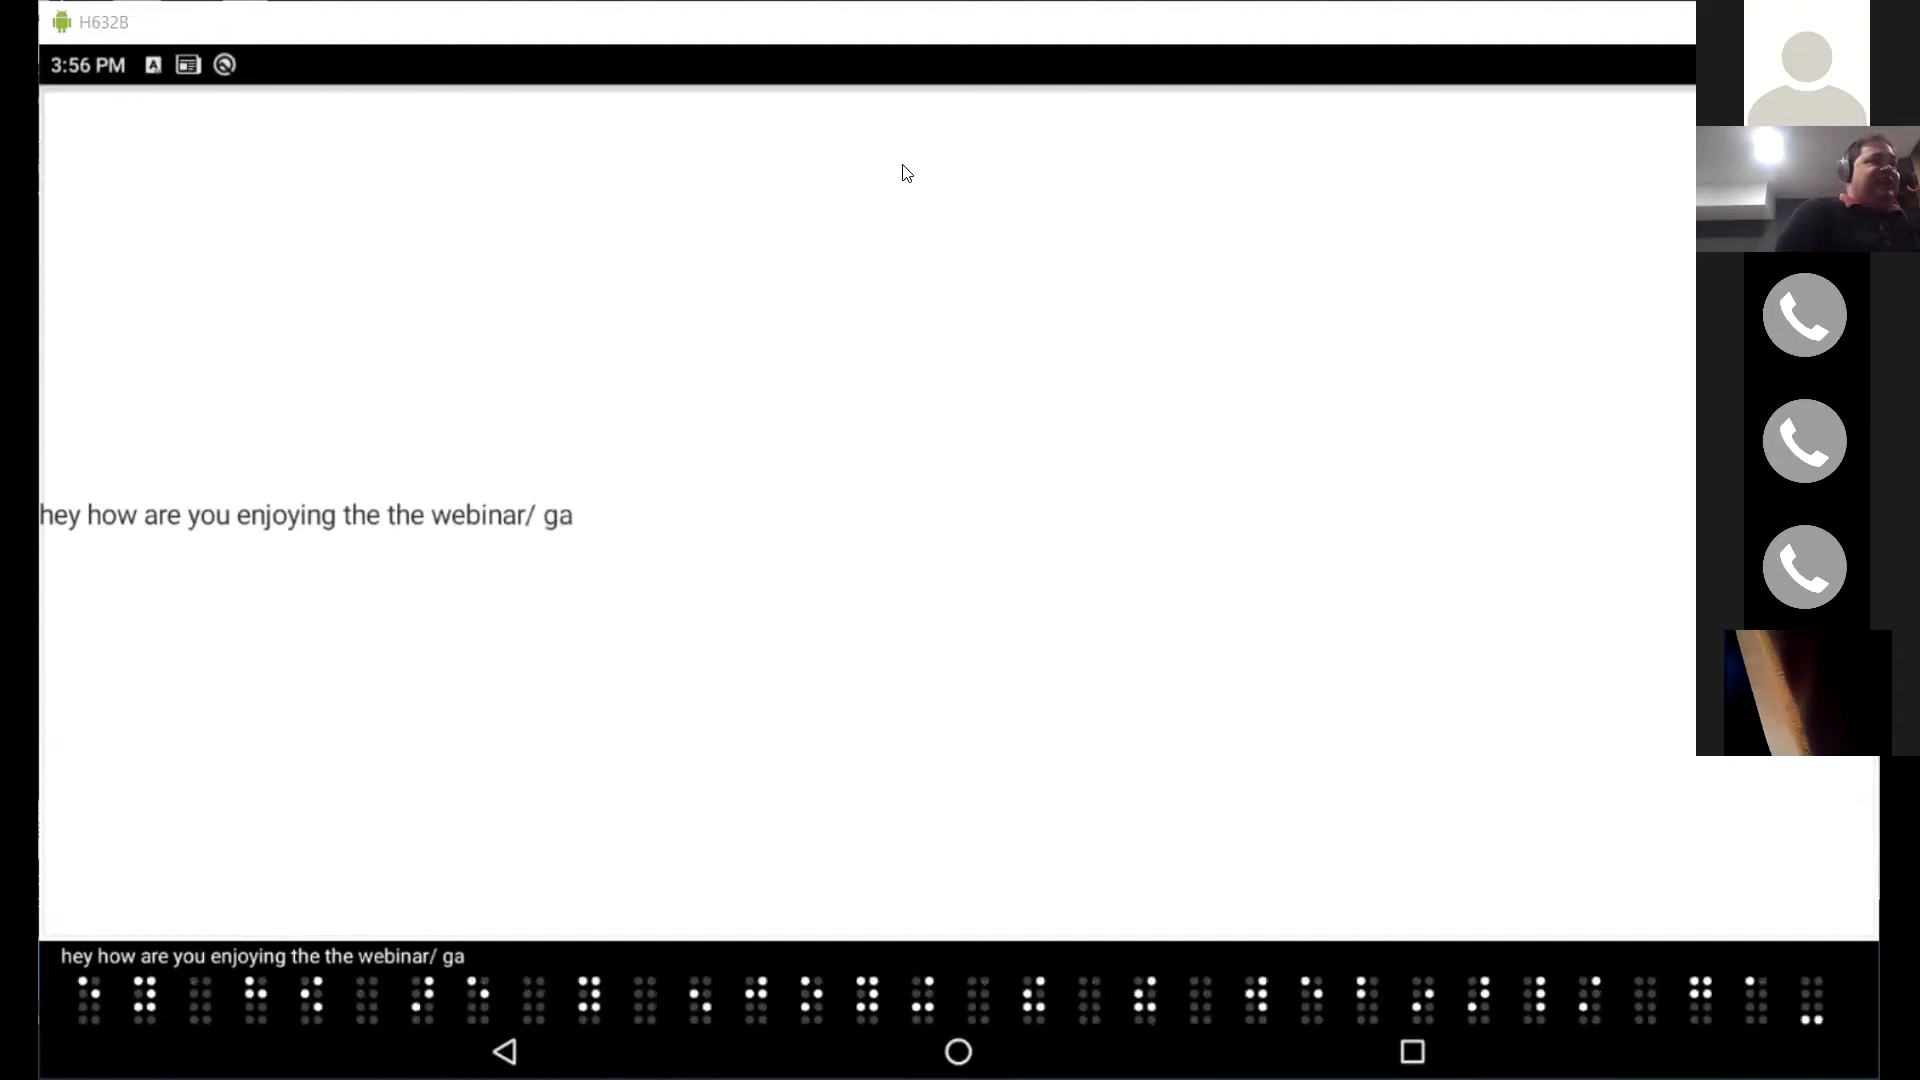 H632B
3:56 PM
hey how are you enjoying the the webinar/ ga
hey how are you enjoying the the webinar/ ga